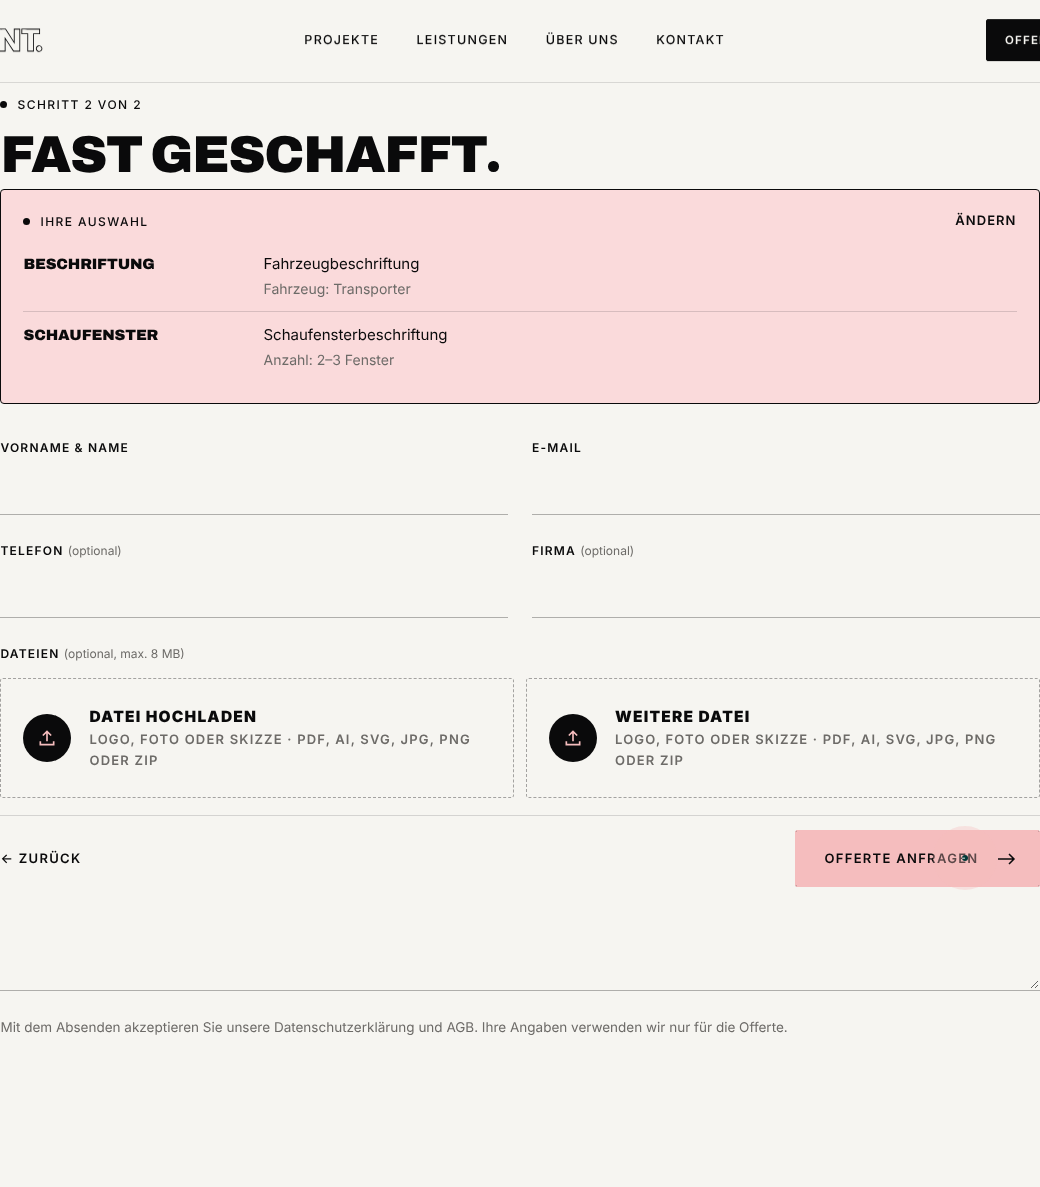 NT.
PROJEKTE LEISTUNGEN ÜBER UNS KONTAKT
SCHRITT 2 VON 2
FAST GESCHAFFT.
IHRE AUSWAHL ÄNDERN
BESCHRIFTUNG Fahrzeugbeschriftung
Fahrzeug: Transporter
SCHAUFENSTER Schaufensterbeschriftung
Anzahl: 2–3 Fenster
VORNAME & NAME E-MAIL
TELEFON (optional) FIRMA (optional)
DATEIEN (optional, max. 8 MB)
DATEI HOCHLADEN
LOGO, FOTO ODER SKIZZE · PDF, AI, SVG, JPG, PNG
ODER ZIP
WEITERE DATEI
LOGO, FOTO ODER SKIZZE · PDF, AI, SVG, JPG, PNG
ODER ZIP
← ZURÜCK OFFERTE ANFRAGEN →
Mit dem Absenden akzeptieren Sie unsere Datenschutzerklärung und AGB. Ihre Angaben verwenden wir nur für die Offerte.